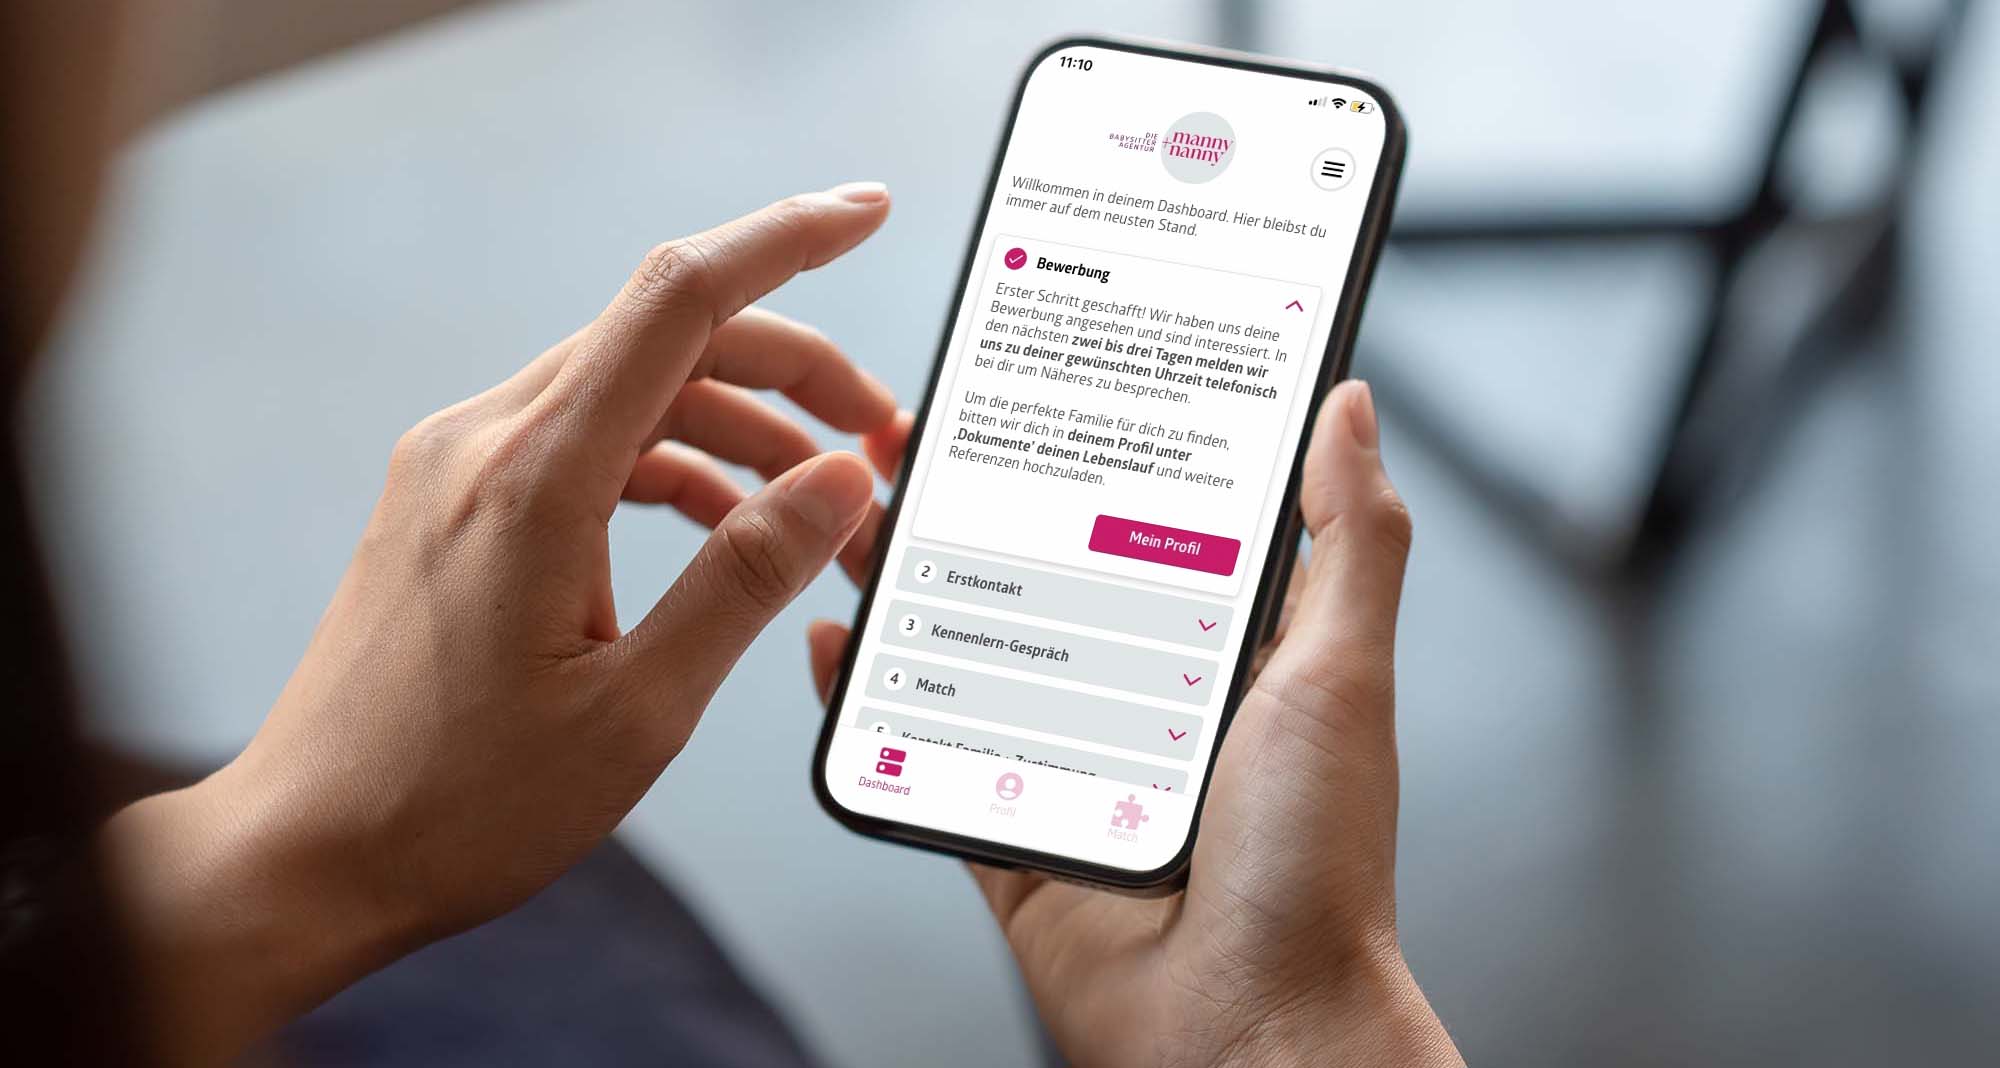 11:10
DIE
BABYSITTER
AGENTUR
manny
+nanny
Willkommen in deinem Dashboard. Hier bleibst du
immer auf dem neusten Stand.
Bewerbung
Erster Schritt geschafft! Wir haben uns deine
Bewerbung angesehen und sind interessiert. In
den nächsten zwei bis drei Tagen melden wir
uns zu deiner gewünschten Uhrzeit telefonisch
bei dir um Näheres zu besprechen.
Um die perfekte Familie für dich zu finden,
bitten wir dich in deinem Profil unter
‚Dokumente' deinen Lebenslauf und weitere
Referenzen hochzuladen.
Mein Profil
2 Erstkontakt
3 Kennenlern-Gespräch
4 Match
5 Kontakt Familie + Zustimmung
Dashboard
Profil
Match